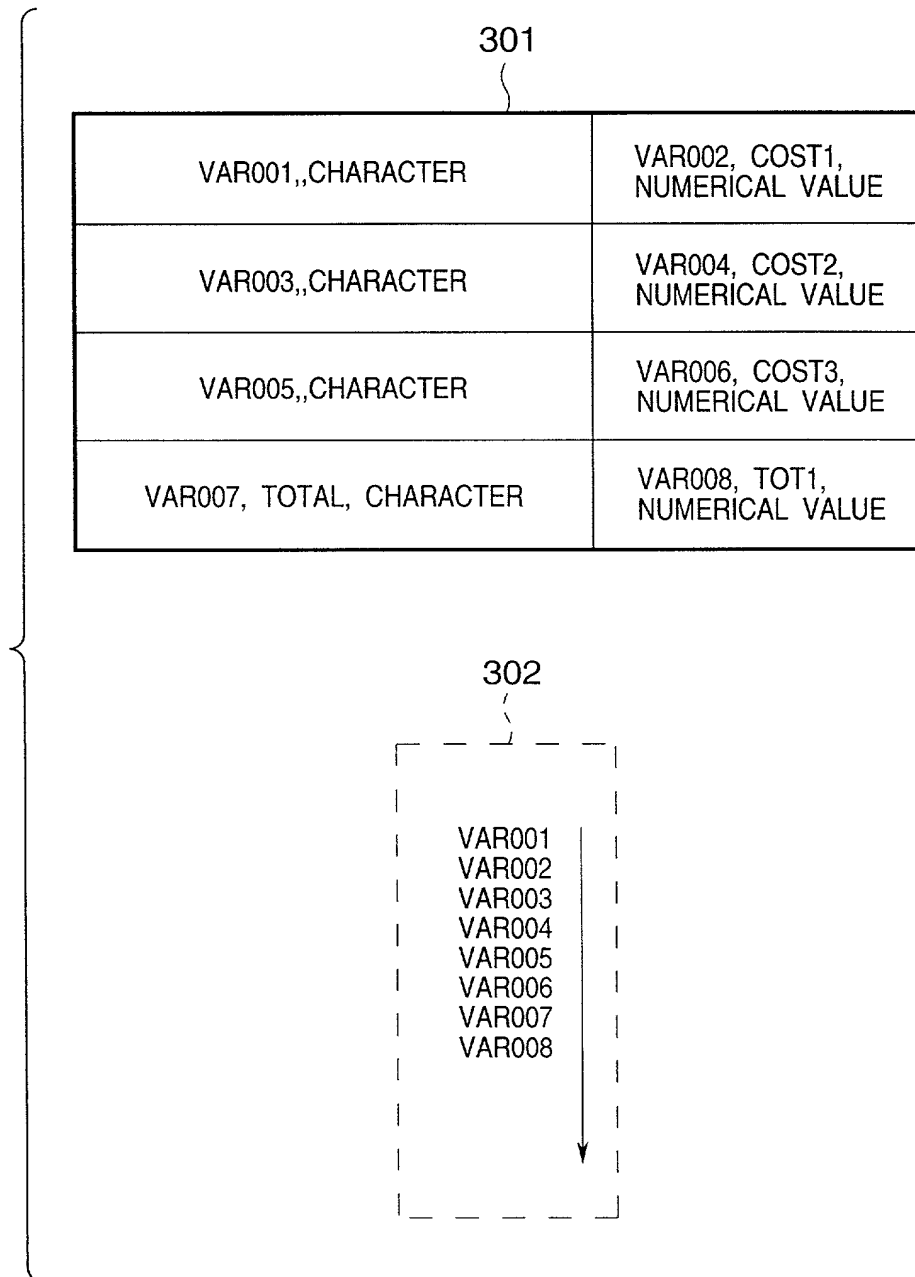 301
VAR001,,CHARACTER
VAR002, COST1,
NUMERICAL VALUE
VAR003,,CHARACTER
VAR004, COST2,
NUMERICAL VALUE
VAR005,,CHARACTER
VAR006, COST3,
NUMERICAL VALUE
VAR007, TOTAL, CHARACTER
VAR008, TOT1,
NUMERICAL VALUE
302
VAR001
VAR002
VAR003
VAR004
VAR005
VAR006
VAR007
VAR008